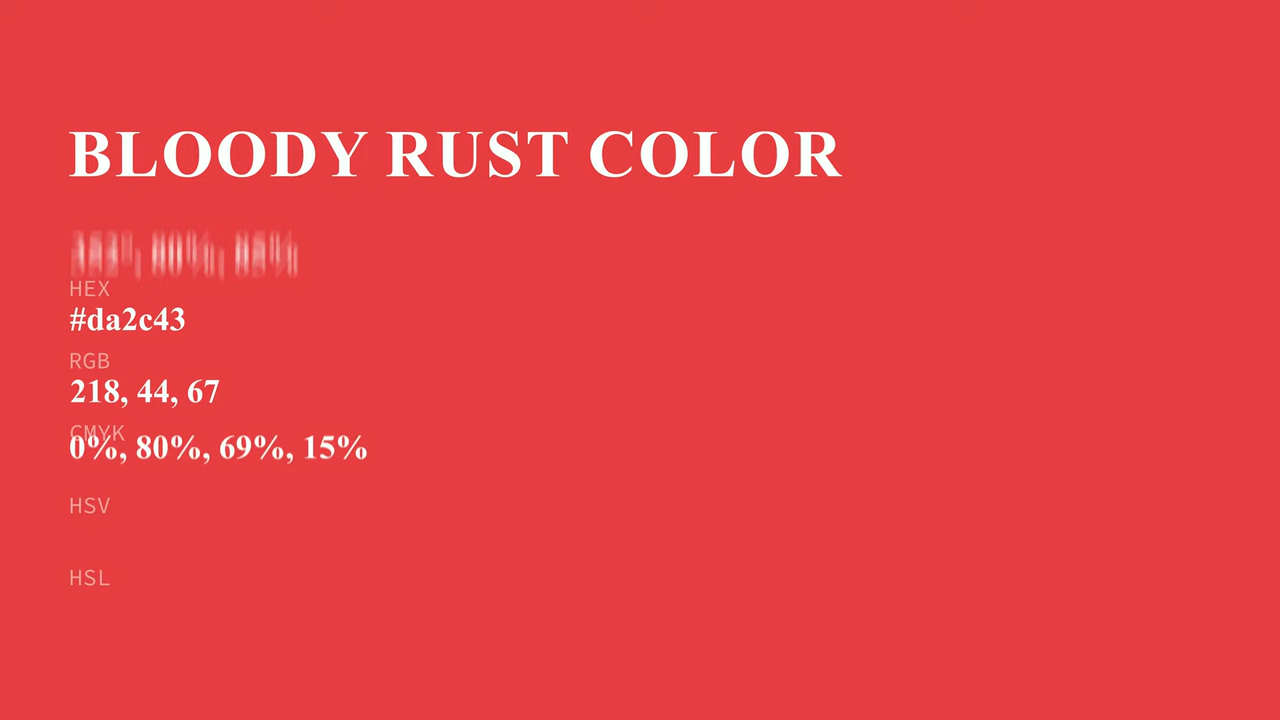 BLOODY RUST COLOR
HEX
#da2c43
RGB
218, 44, 67
CMYK
0%, 80%, 69%, 15%
HSV
HSL